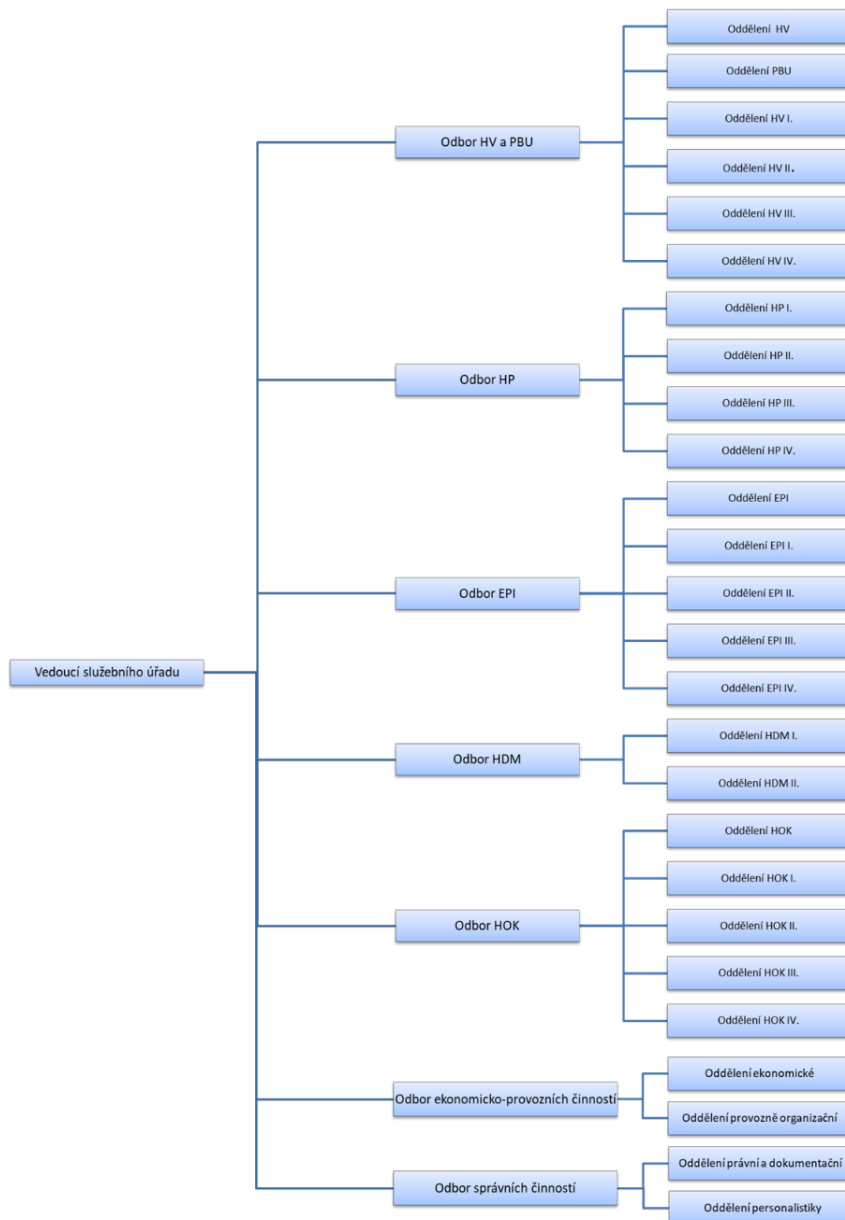 Vedoucí služebního úřadu
Odbor HV a PBU
Oddělení HV
Oddělení PBU
Oddělení HV I.
Oddělení HV II.
Oddělení HV III.
Oddělení HV IV.
Odbor HP
Oddělení HP I.
Oddělení HP II.
Oddělení HP III.
Oddělení HP IV.
Odbor EPI
Oddělení EPI
Oddělení EPI I.
Oddělení EPI II.
Oddělení EPI III.
Oddělení EPI IV.
Odbor HDM
Oddělení HDM I.
Oddělení HDM II.
Odbor HOK
Oddělení HOK
Oddělení HOK I.
Oddělení HOK II.
Oddělení HOK III.
Oddělení HOK IV.
Odbor ekonomicko-provozních činností
Oddělení ekonomické
Oddělení provozně organizační
Odbor správních činností
Oddělení právní a dokumentační
Oddělení personalistiky